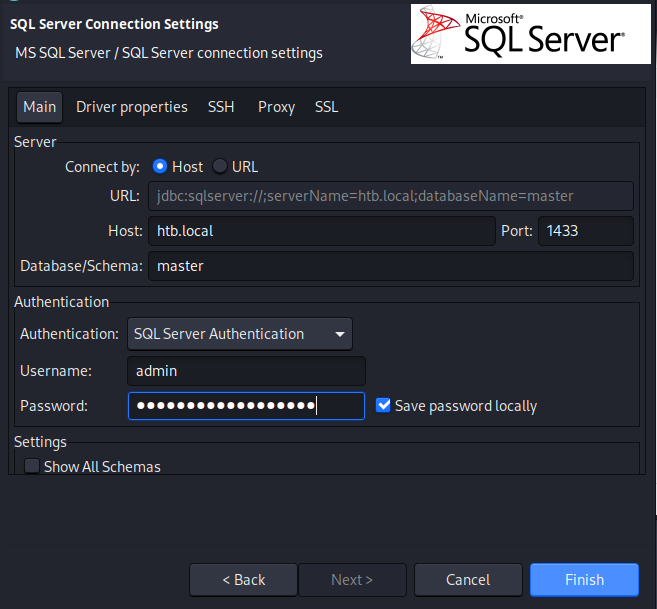 SQL Server Connection Settings
MS SQL Server / SQL Server connection settings
Microsoft®
SQL Server®
Main Driver properties SSH Proxy SSL
Server
Connect by: Host URL
URL: jdbc:sqlserver://;serverName=htb.local;databaseName=master
Host: htb.local Port: 1433
Database/Schema: master
Authentication
Authentication: SQL Server Authentication
Username: admin
Password: ●●●●●●●●●●●●●●●●●● Save password locally
Settings
Show All Schemas
< Back Next > Cancel Finish